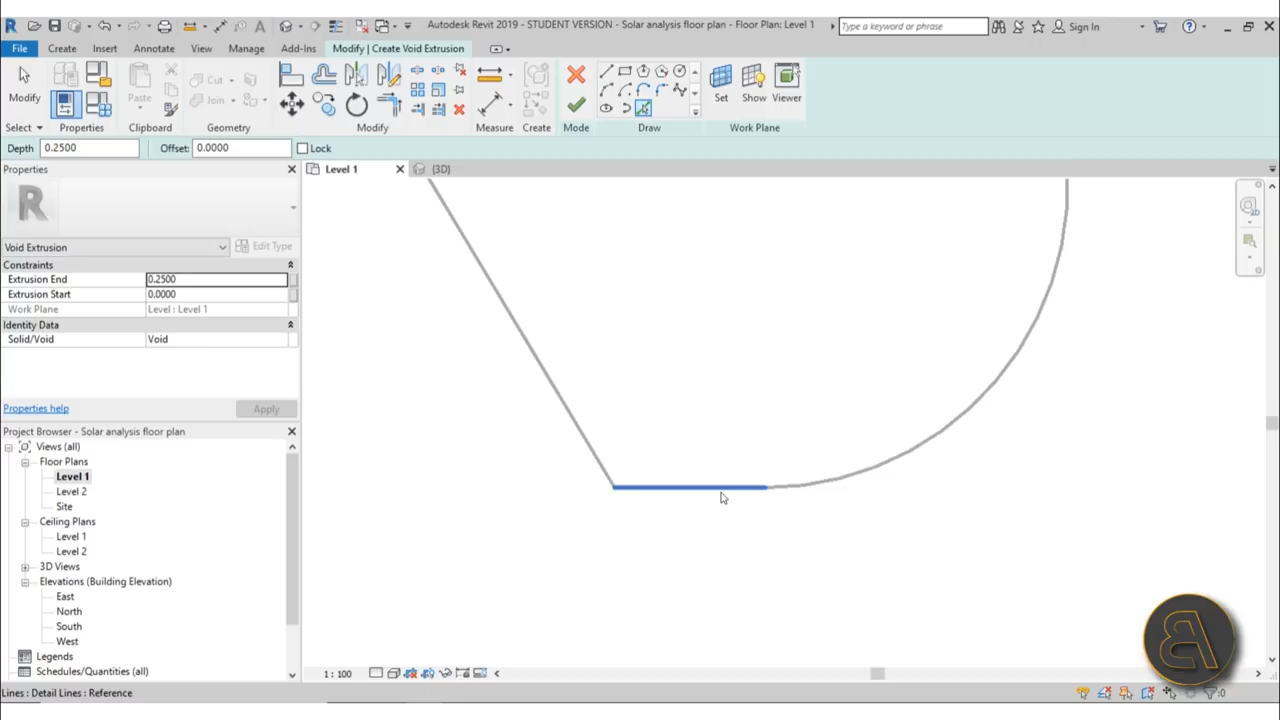 Autodesk Revit 2019 - STUDENT VERSION - Solar analysis floor plan - Floor Plan: Level 1
Type a keyword or phrase
Sign In
File
Create
Insert
Annotate
View
Manage
Add-Ins
Modify | Create Void Extrusion
Modify
Paste
Cut
Join
Set
Show
Viewer
Select
Properties
Clipboard
Geometry
Modify
Measure
Create
Mode
Draw
Work Plane
Depth 0.2500 Offset: 0.0000 Lock
Properties
Level 1
{3D}
R
Void Extrusion
Edit Type
Constraints
Extrusion End 0.2500
Extrusion Start 0.0000
Work Plane Level : Level 1
Identity Data
Solid/Void Void
Properties help
Apply
Project Browser - Solar analysis floor plan
Views (all)
Floor Plans
Level 1
Level 2
Site
Ceiling Plans
Level 1
Level 2
3D Views
Elevations (Building Elevation)
East
North
South
West
Legends
Schedules/Quantities (all)
1 : 100
Lines : Detail Lines : Reference
:0